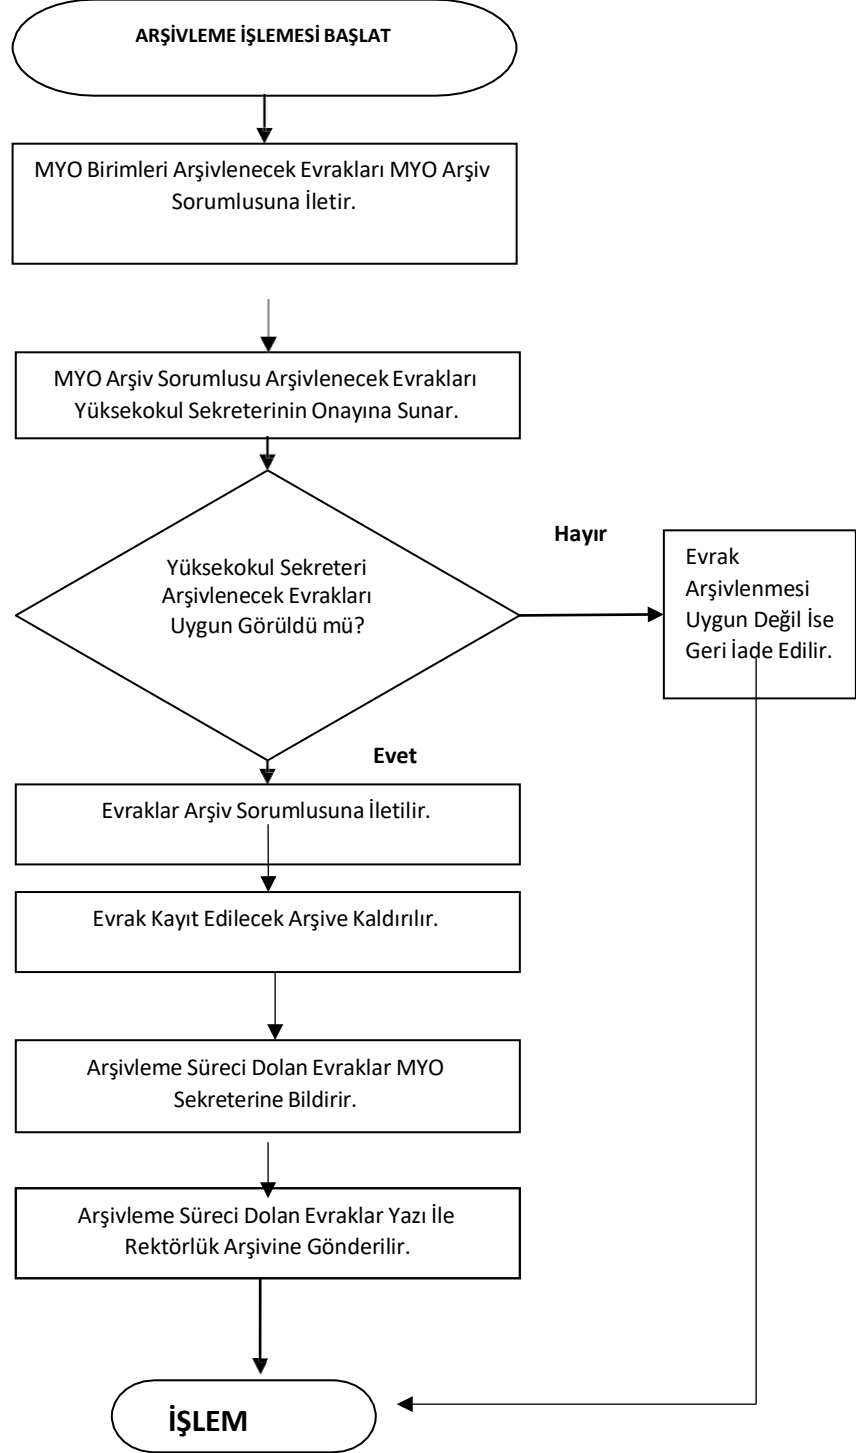 ARŞİVLEME İŞLEMESİ BAŞLAT
MYO Birimleri Arşivlenecek Evrakları MYO Arşiv
Sorumlusuna İletir.
MYO Arşiv Sorumlusu Arşivlenecek Evrakları
Yüksekokul Sekreterinin Onayına Sunar.
Yüksekokul Sekreteri
Arşivlenecek Evrakları
Uygun Görüldü mü?
Hayır
Evrak
Arşivlenmesi
Uygun Değil İse
Geri İade Edilir.
Evet
Evraklar Arşiv Sorumlusuna İletilir.
Evrak Kayıt Edilecek Arşive Kaldırılır.
Arşivleme Süreci Dolan Evraklar MYO
Sekreterine Bildirir.
Arşivleme Süreci Dolan Evraklar Yazı İle
Rektörlük Arşivine Gönderilir.
İŞLEM